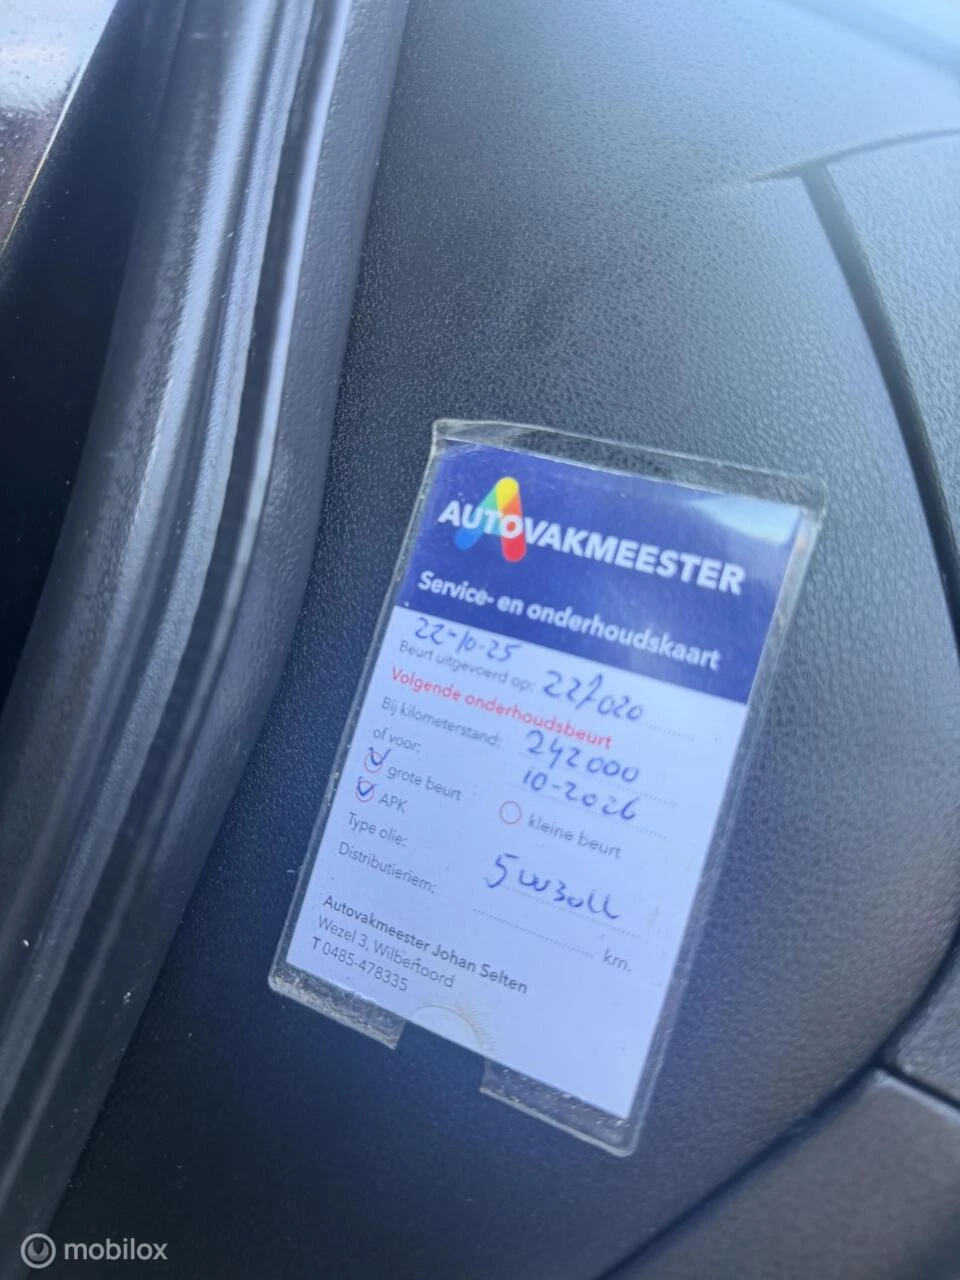 AUTOVAKMEESTER
Service- en onderhoudskaart
22-10-25
Beurt uitgevoerd op: 227020
Volgende onderhoudsbeurt
Bij kilometerstand: 242000
of voor: 10-2026
grote beurt
kleine beurt
APK
Type olie: 5w30LL
Distributieriem: km.
Autovakmeester Johan Selten
Wezel 3, Wilbertoord
T 0485-478335
mobilox